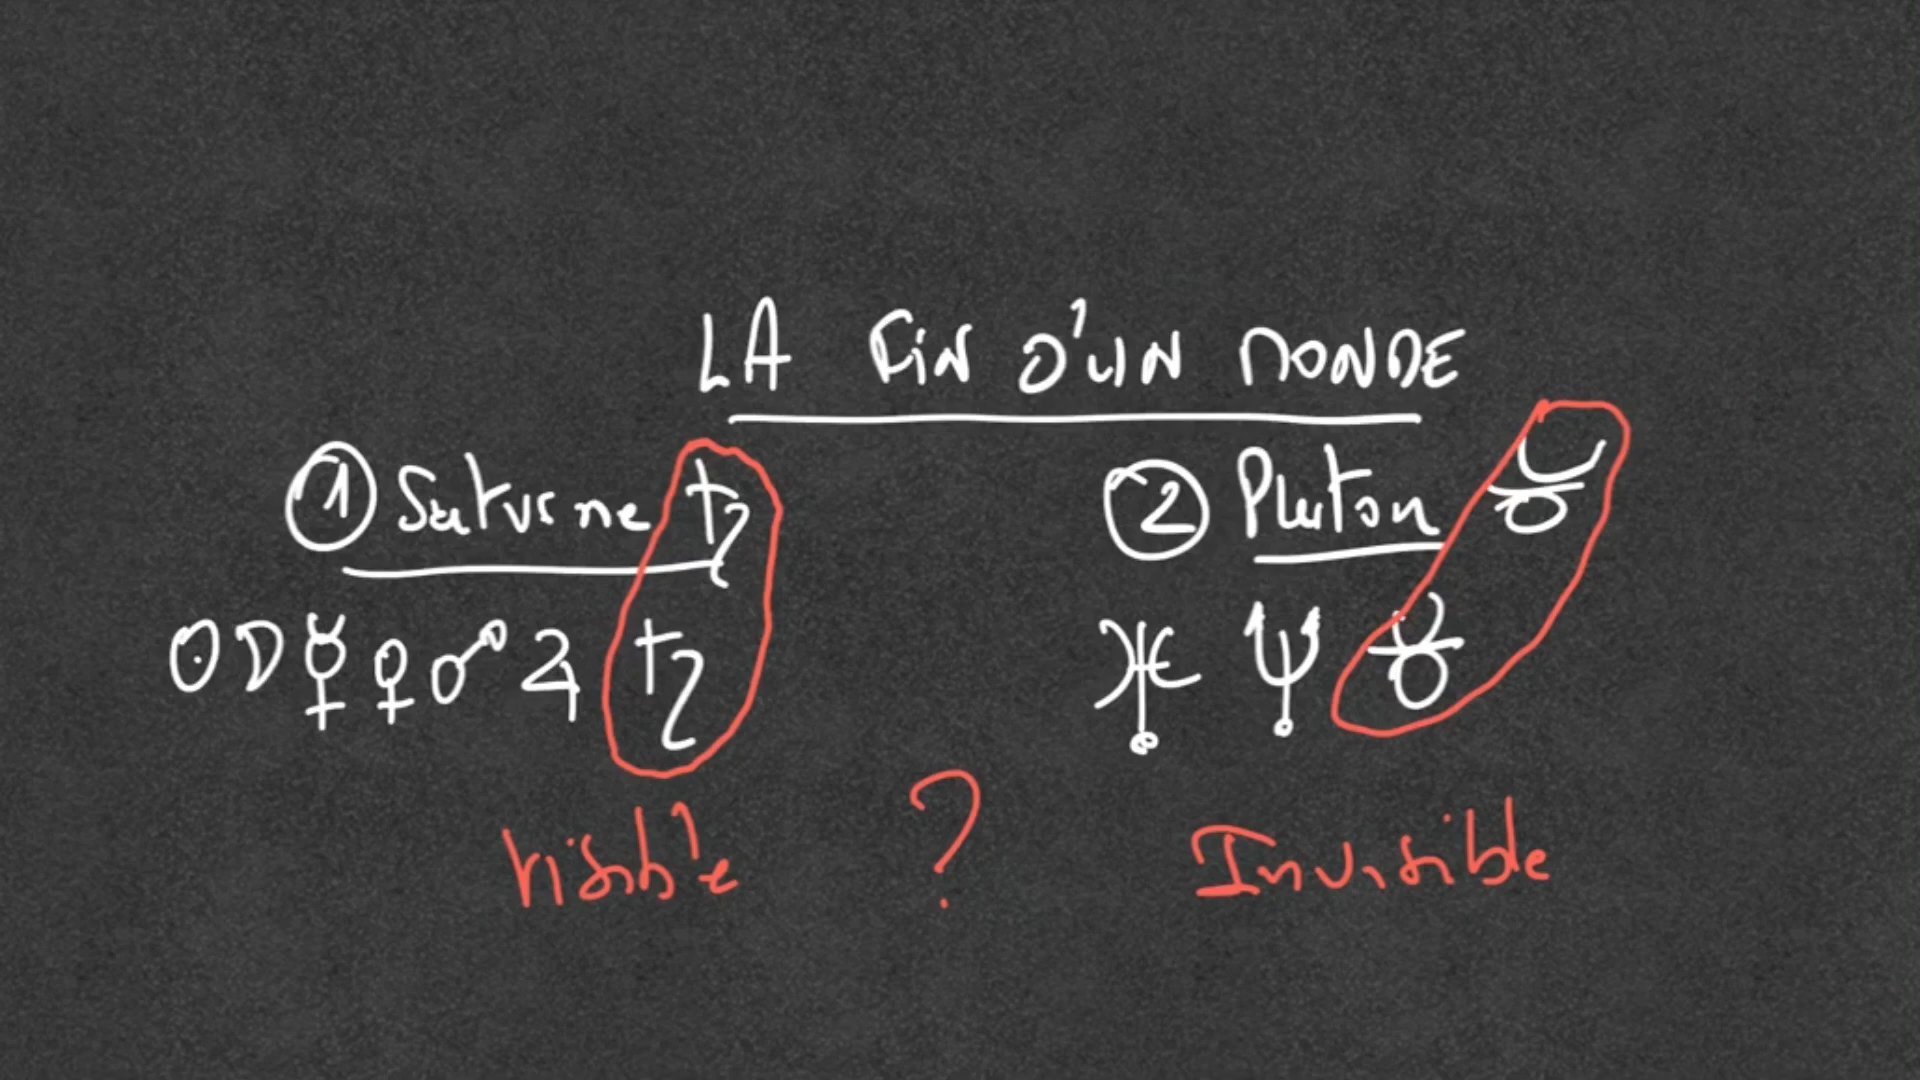 LA FIN D'UN MONDE
① Saturne ♄
② Pluton ♇
☉ ☽ ☿ ♀ ♂ ♃ ♄
♅ ♆ ♇
Visible ? Invisible